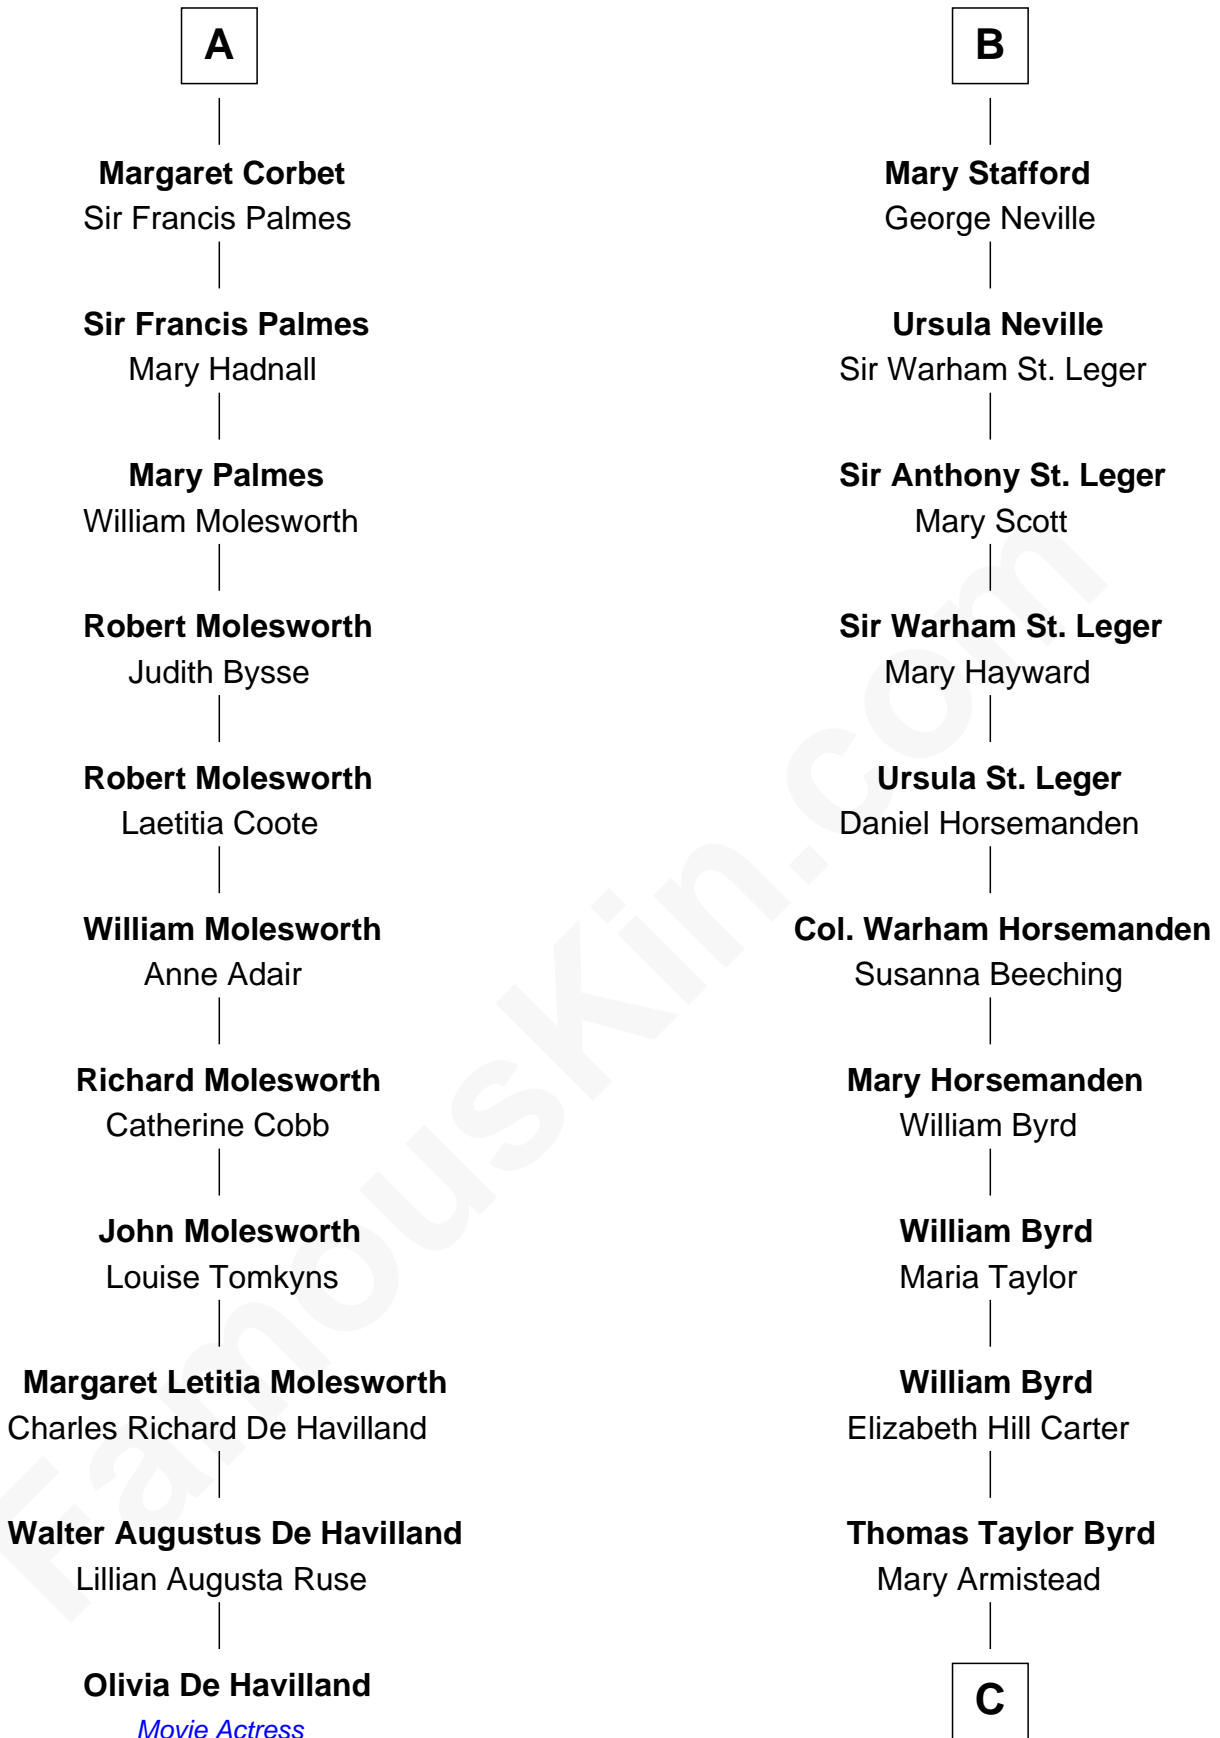 A
Margaret Corbet
Sir Francis Palmes
Sir Francis Palmes
Mary Hadnall
Mary Palmes
William Molesworth
Robert Molesworth
Judith Bysse
Robert Molesworth
Laetitia Coote
William Molesworth
Anne Adair
Richard Molesworth
Catherine Cobb
John Molesworth
Louise Tomkyns
Margaret Letitia Molesworth
Charles Richard De Havilland
Walter Augustus De Havilland
Lillian Augusta Ruse
Olivia De Havilland
Movie Actress
B
Mary Stafford
George Neville
Ursula Neville
Sir Warham St. Leger
Sir Anthony St. Leger
Mary Scott
Sir Warham St. Leger
Mary Hayward
Ursula St. Leger
Daniel Horsemanden
Col. Warham Horsemanden
Susanna Beeching
Mary Horsemanden
William Byrd
William Byrd
Maria Taylor
William Byrd
Elizabeth Hill Carter
Thomas Taylor Byrd
Mary Armistead
C
FamousKin.com